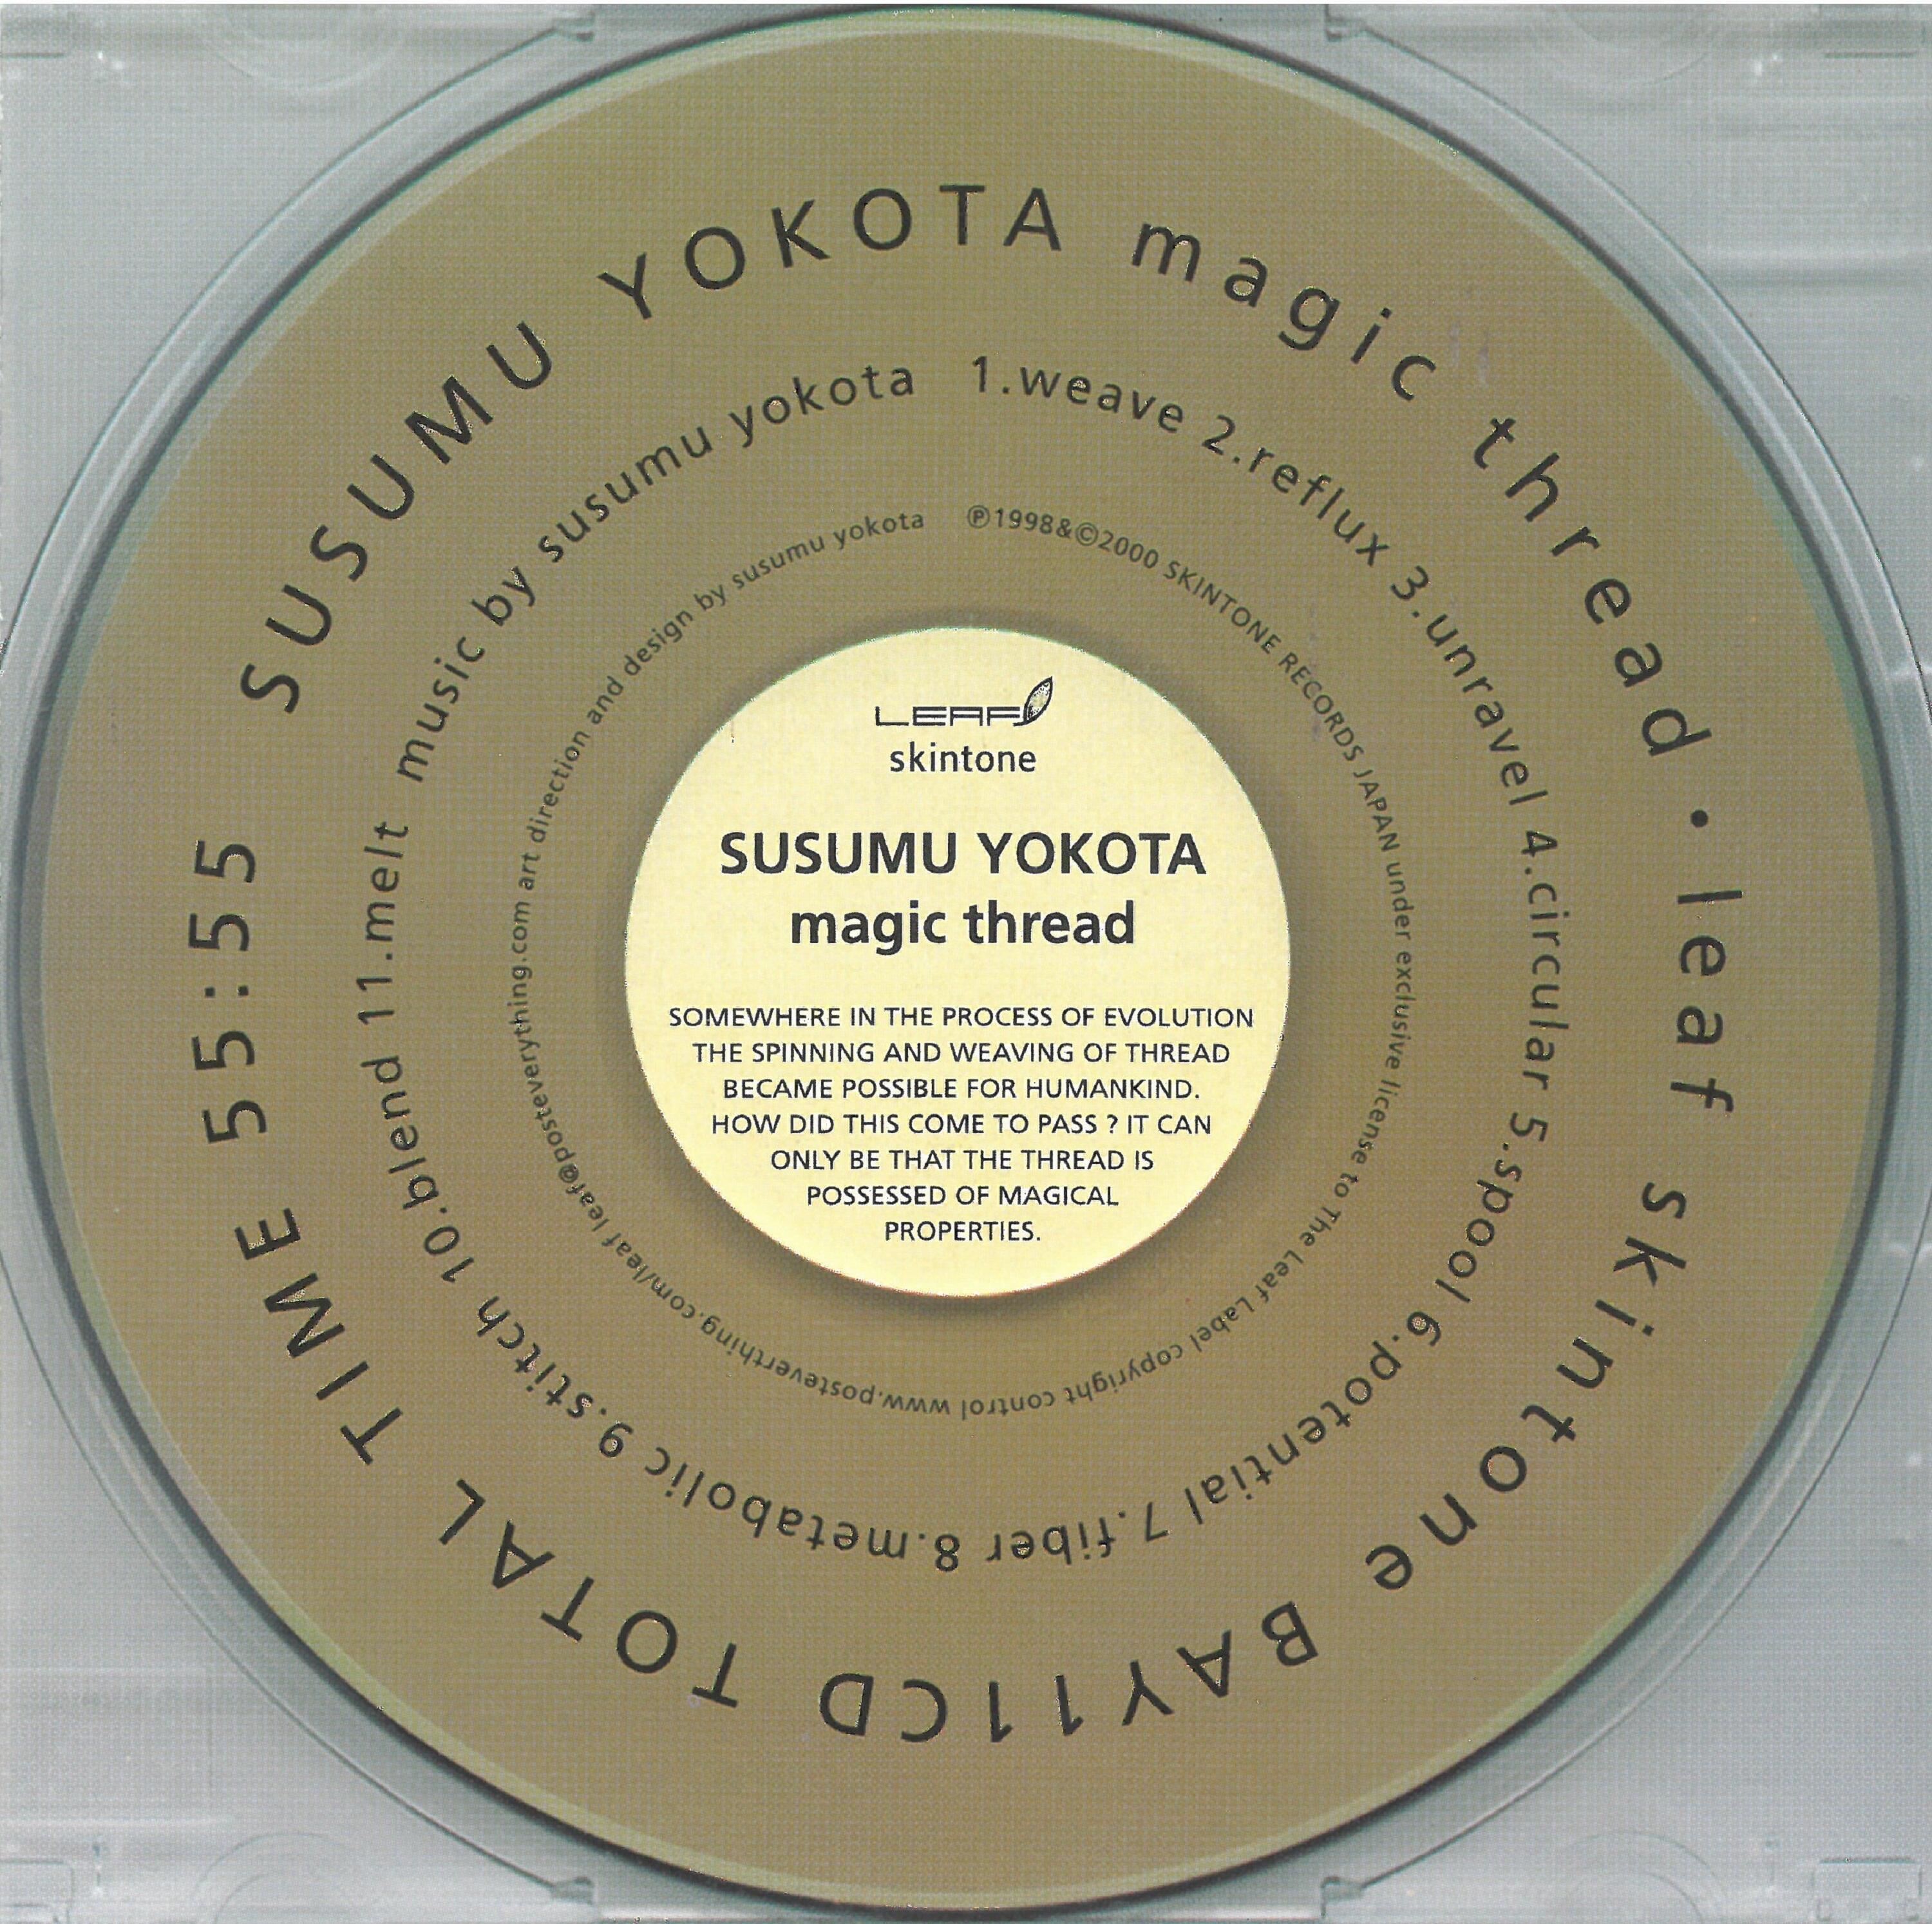 SUSUMU YOKOTA magic thread · leaf skintone BAY11CD TOTAL TIME 55:55
music by susumu yokota 1.weave 2.reflux 3.unravel 4.circular 5.spool 6.potential 7.fiber 8.metabolic 9.stitch 10.blend 11.melt
℗1998&©2000 SKINTONE RECORDS JAPAN under exclusive license to The Leaf Label copyright control www.posteverything.com/leaf leaf@posteverything.com art direction and design by susumu yokota
LEAF
skintone
SUSUMU YOKOTA
magic thread
SOMEWHERE IN THE PROCESS OF EVOLUTION
THE SPINNING AND WEAVING OF THREAD
BECAME POSSIBLE FOR HUMANKIND.
HOW DID THIS COME TO PASS ? IT CAN
ONLY BE THAT THE THREAD IS
POSSESSED OF MAGICAL
PROPERTIES.